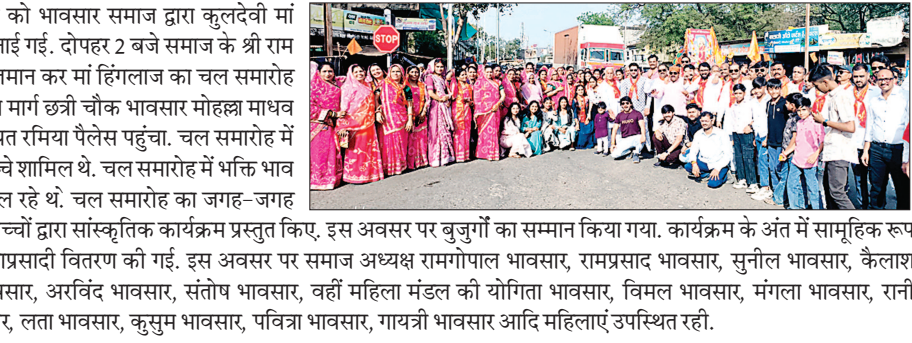 को भावसार समाज द्वारा कुलदेवी मां
नाई गई. दोपहर 2 बजे समाज के श्री राम
जमान कर मां हिंगलाज का चल समारोह
मार्ग छत्री चौक भावसार मोहल्ला माधव
रमिया पैलेस पहुंचा. चल समारोह में
शामिल थे. चल समारोह में भक्ति भाव
रहे थे. चल समारोह का जगह-जगह
STOP
च्चों द्वारा सांस्कृतिक कार्यक्रम प्रस्तुत किए. इस अवसर पर बुजुर्गों का सम्मान किया गया. कार्यक्रम के अंत में सामूहिक रूप
प्रसादी वितरण की गई. इस अवसर पर समाज अध्यक्ष रामगोपाल भावसार, रामप्रसाद भावसार, सुनील भावसार, कैलाश
सार, अरविंद भावसार, संतोष भावसार, वहीं महिला मंडल की योगिता भावसार, विमल भावसार, मंगला भावसार, रानी
र, लता भावसार, कुसुम भावसार, पवित्रा भावसार, गायत्री भावसार आदि महिलाएं उपस्थित रही.